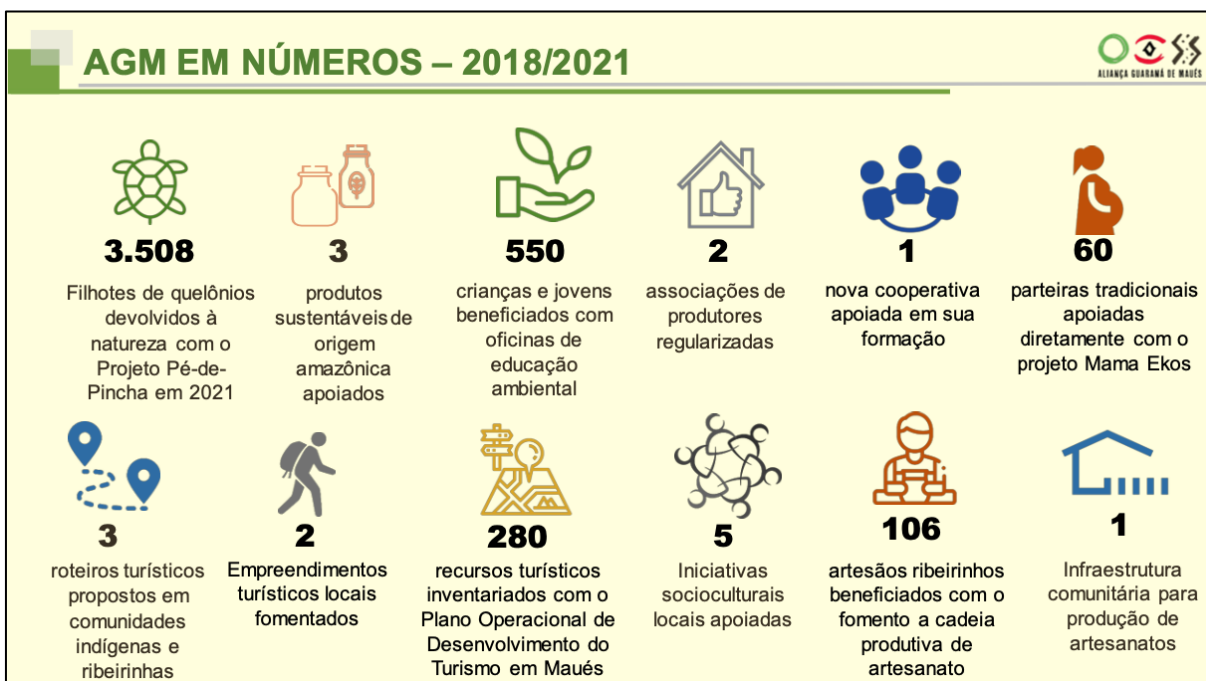 AGM EM NÚMEROS – 2018/2021
ALIANÇA GUARANÁ DE MAUÉS
3.508
Filhotes de quelônios
devolvidos à
natureza com o
Projeto Pé-de-
Pincha em 2021
3
produtos
sustentáveis de
origem
amazônica
apoiados
550
crianças e jovens
beneficiados com
oficinas de
educação
ambiental
2
associações de
produtores
regularizadas
1
nova cooperativa
apoiada em sua
formação
60
parteiras tradicionais
apoiadas
diretamente com o
projeto Mama Ekos
3
roteiros turísticos
propostos em
comunidades
indígenas e
ribeirinhas
2
Empreendimentos
turísticos locais
fomentados
280
recursos turísticos
inventariados com o
Plano Operacional de
Desenvolvimento do
Turismo em Maués
5
Iniciativas
socioculturais
locais apoiadas
106
artesãos ribeirinhos
beneficiados com o
fomento a cadeia
produtiva de
artesanato
1
Infraestrutura
comunitária para
produção de
artesanatos